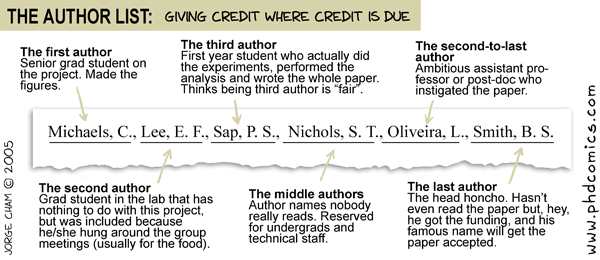 THE AUTHOR LIST: GIVING CREDIT WHERE CREDIT IS DUE
The first author
Senior grad student on
the project. Made the
figures.
The third author
First year student who actually did
the experiments, performed the
analysis and wrote the whole paper.
Thinks being third author is "fair".
The second-to-last
author
Ambitious assistant pro-
fessor or post-doc who
instigated the paper.
Michaels, C., Lee, E. F., Sap, P. S., Nichols, S. T., Oliveira, L., Smith, B. S.
The second author
Grad student in the lab that has
nothing to do with this project,
but was included because
he/she hung around the group
meetings (usually for the food).
The middle authors
Author names nobody
really reads. Reserved
for undergrads and
technical staff.
The last author
The head honcho. Hasn't
even read the paper but, hey,
he got the funding, and his
famous name will get the
paper accepted.
JORGE CHAM © 2005
www.phdcomics.com